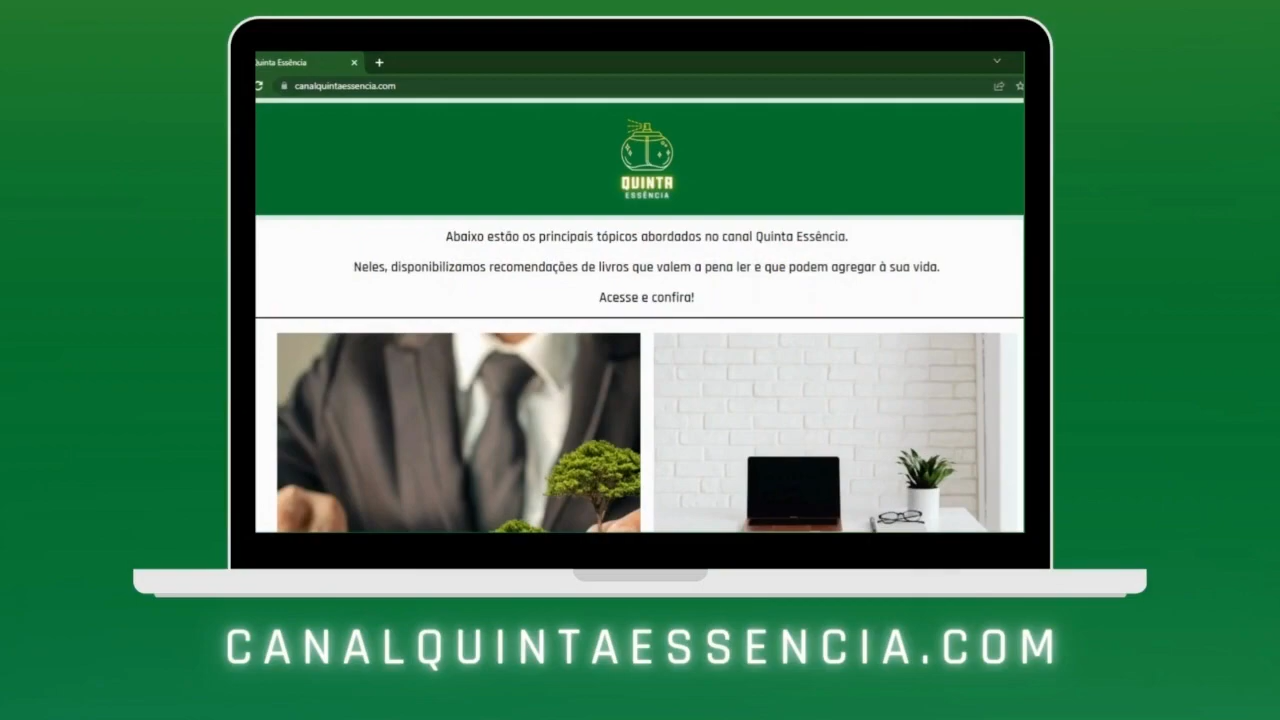 Quinta Essência
canalquintaessencia.com
QUINTA
ESSÊNCIA
Abaixo estão os principais tópicos abordados no canal Quinta Essência.
Neles, disponibilizamos recomendações de livros que valem a pena ler e que podem agregar à sua vida.
Acesse e confira!
CANALQUINTAESSENCIA.COM